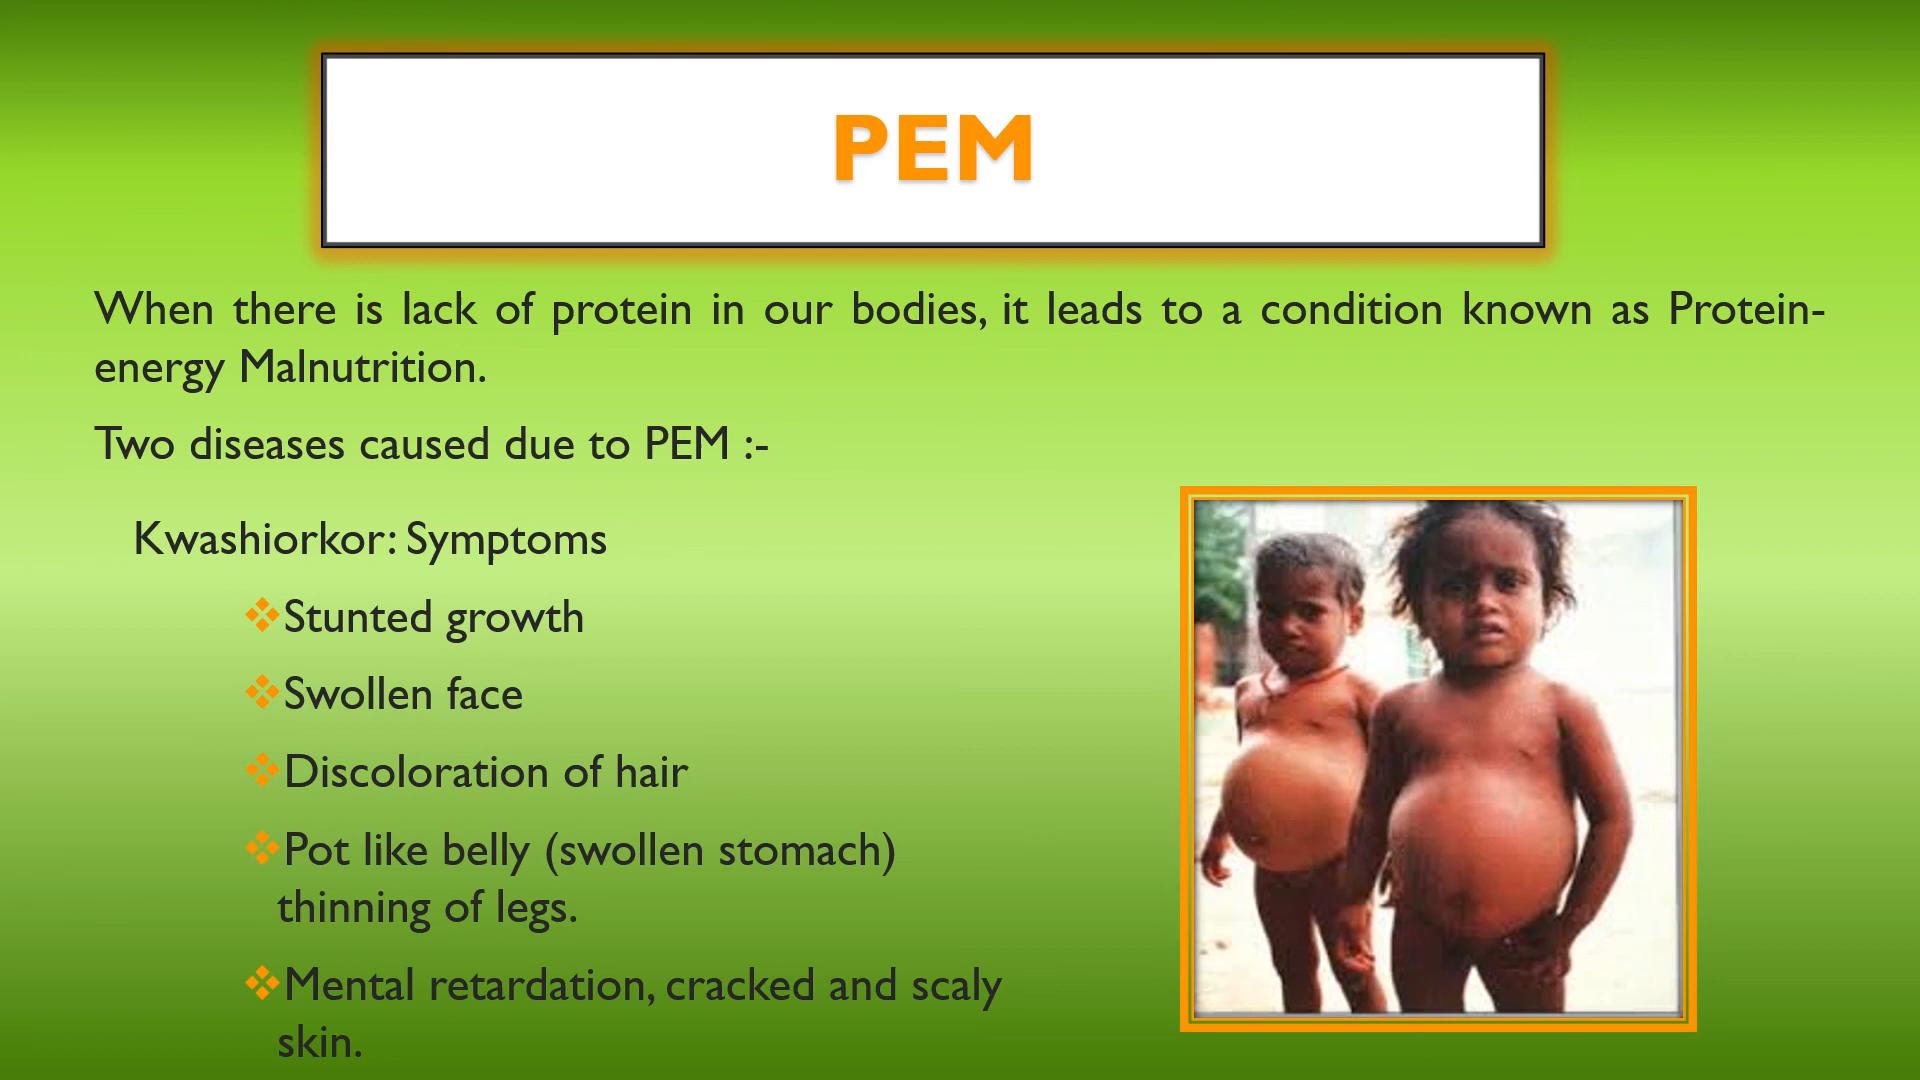 PEM
When there is lack of protein in our bodies, it leads to a condition known as Protein-
energy Malnutrition.
Two diseases caused due to PEM :-
Kwashiorkor: Symptoms
❖Stunted growth
❖Swollen face
❖Discoloration of hair
❖Pot like belly (swollen stomach)
thinning of legs.
❖Mental retardation, cracked and scaly
skin.